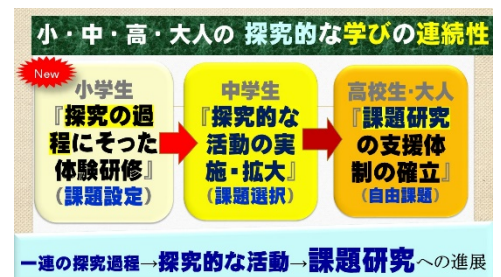 小・中・高・大人の 探究的な学びの連続性
New
小学生
『探究の過
程にそった
体験研修』
(課題設定)
中学生
『探究的な
活動の実
施・拡大』
(課題選択)
高校生・大人
『課題研究
の支援体
制の確立』
(自由課題)
一連の探究過程→探究的な活動→課題研究への進展